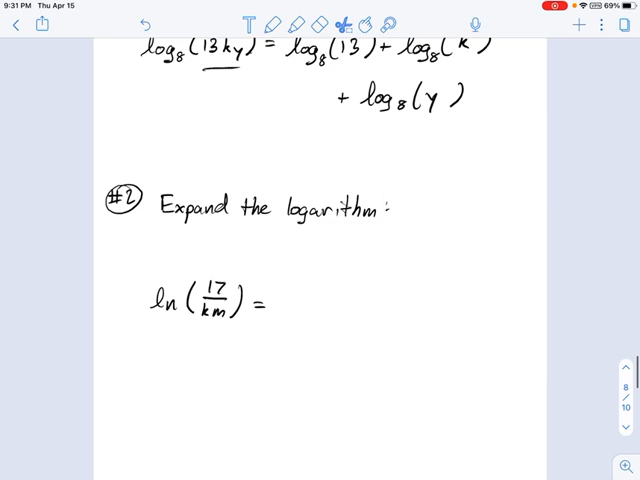 9:31 PM Thu Apr 15
69%
log₈(13ky) = log₈(13) + log₈(k)
+ log₈(y)
#2 Expand the logarithm:
ln(17/km) =
8
/
10